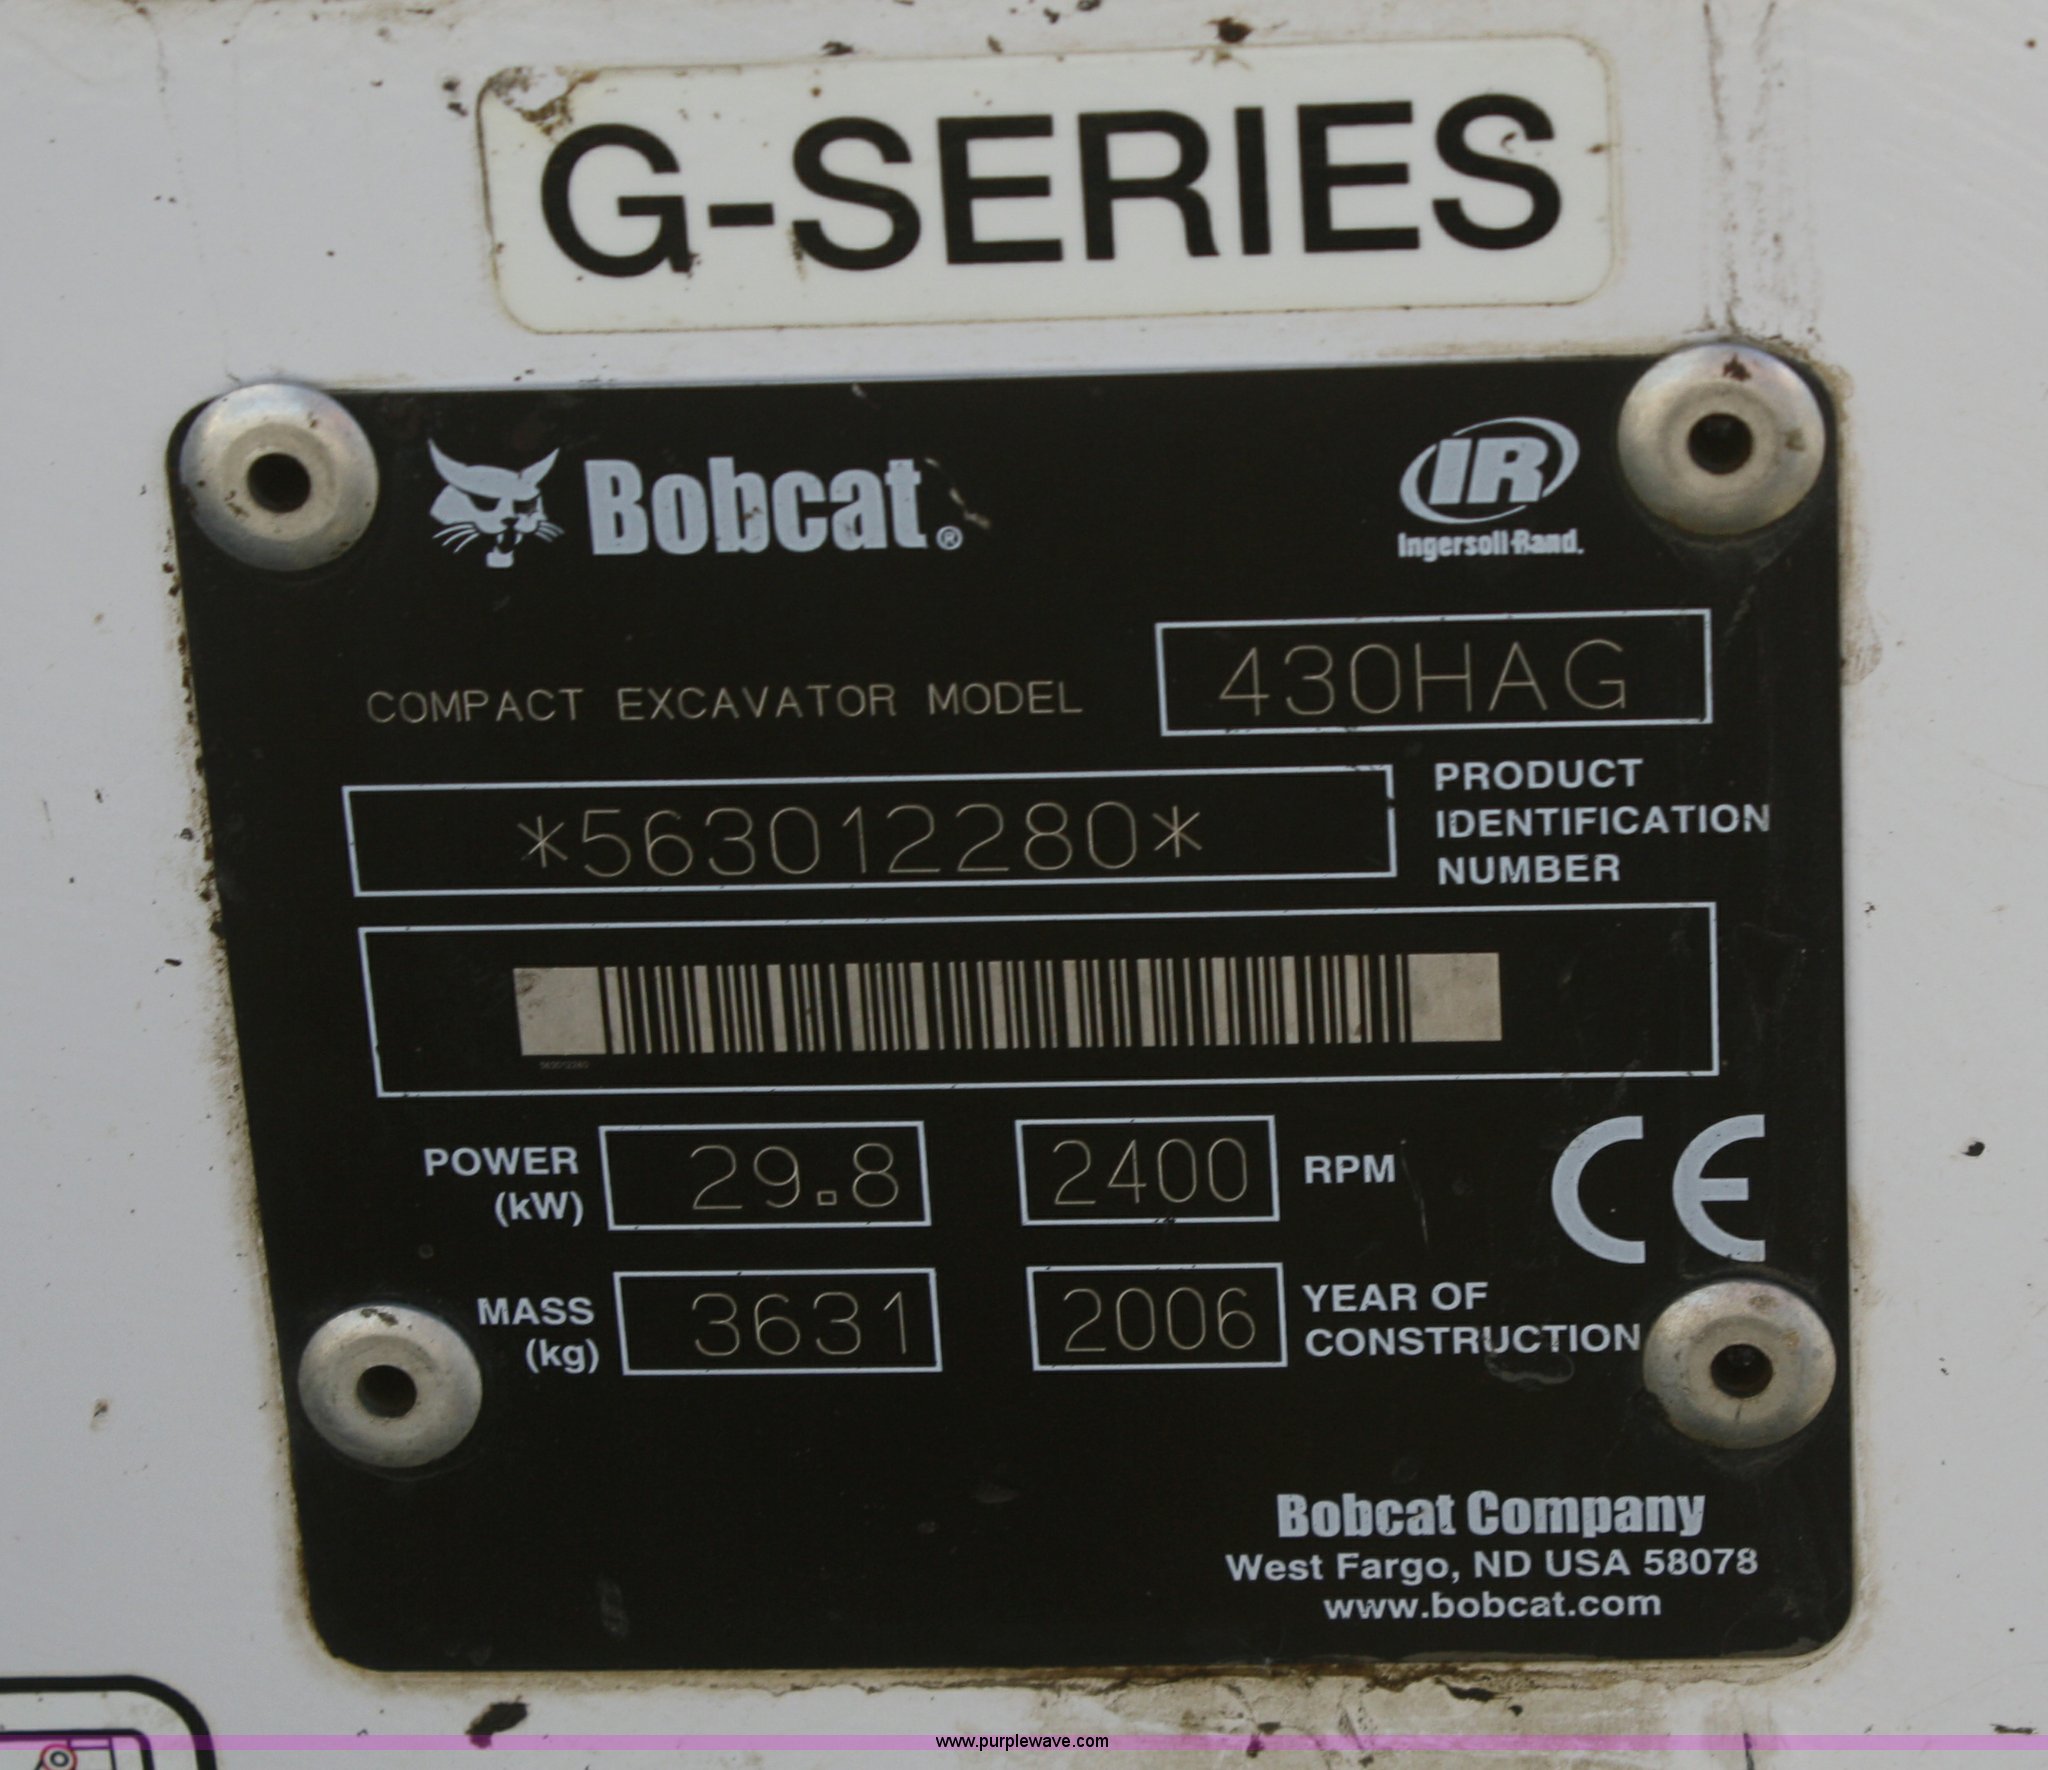 G-SERIES
Bobcat®
IR
Ingersoll-Rand.
COMPACT EXCAVATOR MODEL 430HAG
*563012280* PRODUCT
IDENTIFICATION
NUMBER
563012280
POWER
(kW) 29.8 2400 RPM
CE
MASS
(kg) 3631 2006 YEAR OF
CONSTRUCTION
Bobcat Company
West Fargo, ND USA 58078
www.bobcat.com
www.purplewave.com